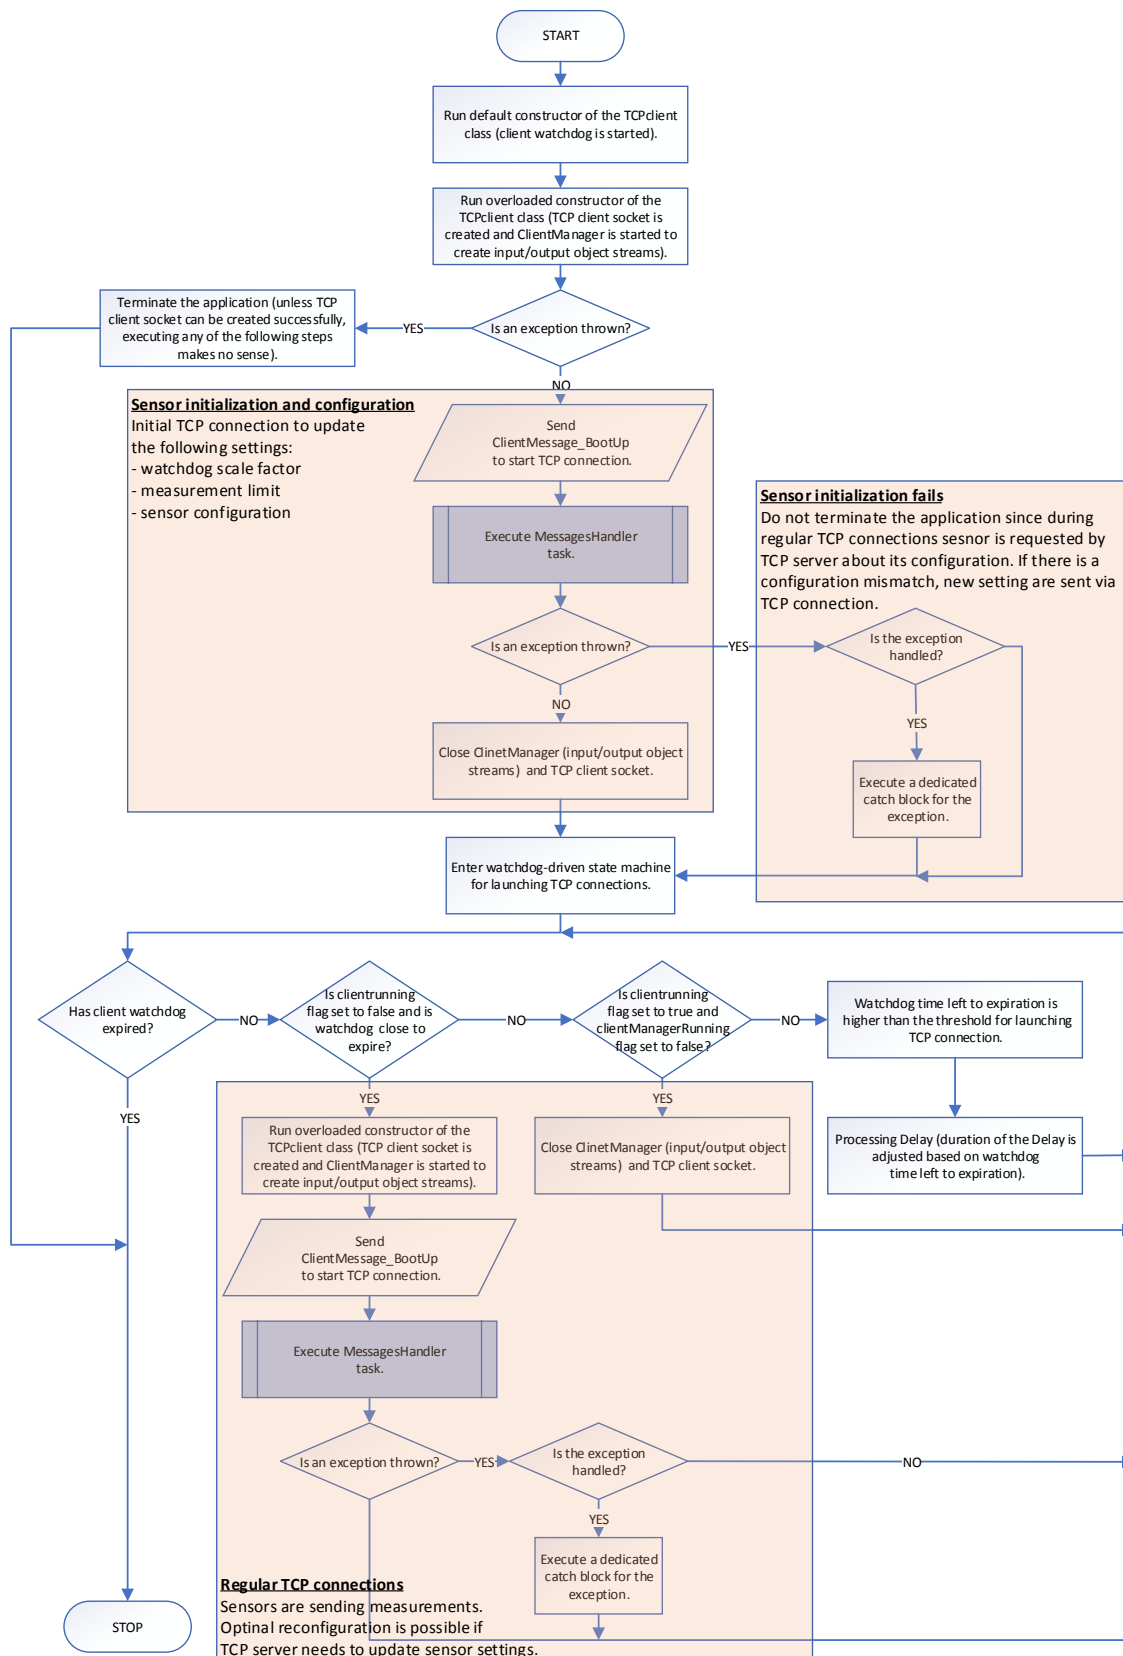 START
Run default constructor of the TCPclient
class (client watchdog is started).
Run overloaded constructor of the
TCPclient class (TCP client socket is
created and ClientManager is started to
create input/output object streams).
Is an exception thrown?
YES
Terminate the application (unless TCP
client socket can be created successfully,
executing any of the following steps
makes no sense).
NO
Sensor initialization and configuration
Initial TCP connection to update
the following settings:
- watchdog scale factor
- measurement limit
- sensor configuration
Send
ClientMessage_BootUp
to start TCP connection.
Execute MessagesHandler
task.
Is an exception thrown?
YES
NO
Close ClinetManager (input/output object
streams) and TCP client socket.
Sensor initialization fails
Do not terminate the application since during
regular TCP connections sesnor is requested by
TCP server about its configuration. If there is a
configuration mismatch, new setting are sent via
TCP connection.
Is the exception
handled?
YES
Execute a dedicated
catch block for the
exception.
Enter watchdog-driven state machine
for launching TCP connections.
Has client watchdog
expired?
NO
Is clientrunning
flag set to false and is
watchdog close to
expire?
NO
Is clientrunning
flag set to true and
clientManagerRunning
flag set to false?
NO
Watchdog time left to expiration is
higher than the threshold for launching
TCP connection.
YES
YES
YES
Run overloaded constructor of the
TCPclient class (TCP client socket is
created and ClientManager is started to
create input/output object streams).
Close ClinetManager (input/output object
streams) and TCP client socket.
Processing Delay (duration of the Delay is
adjusted based on watchdog
time left to expiration).
Send
ClientMessage_BootUp
to start TCP connection.
Execute MessagesHandler
task.
Is an exception thrown?
YES
Is the exception
handled?
NO
YES
Execute a dedicated
catch block for the
exception.
Regular TCP connections
Sensors are sending measurements.
Optinal reconfiguration is possible if
TCP server needs to update sensor settings.
STOP